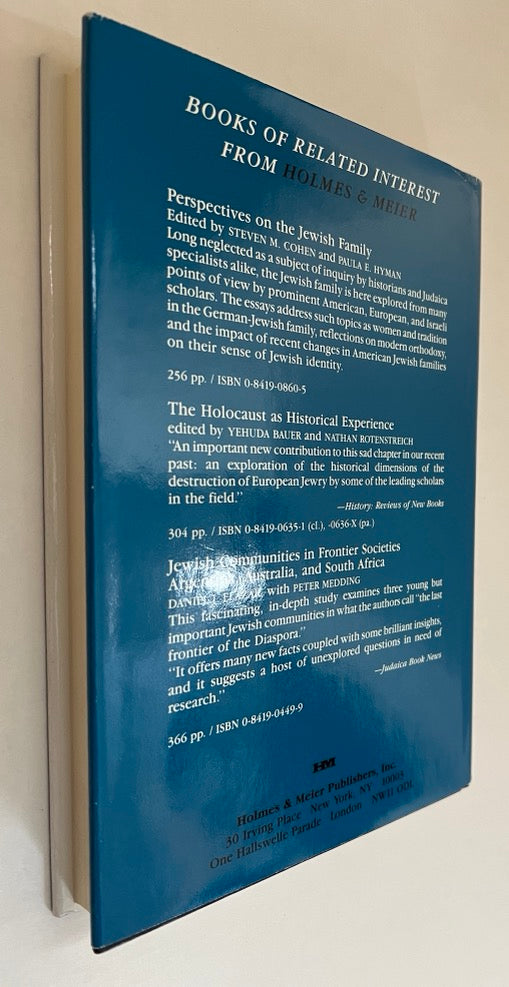 BOOKS OF RELATED INTEREST
FROM HOLMES & MEIER
Perspectives on the Jewish Family
Edited by STEVEN M. COHEN and PAULA E. HYMAN
Long neglected as a subject of inquiry by historians and Judaica
specialists alike, the Jewish family is here explored from many
points of view by prominent American, European, and Israeli
scholars. The essays address such topics as women and tradition
in the German-Jewish family, reflections on modern orthodoxy,
and the impact of recent changes in American Jewish families
on their sense of Jewish identity.
256 pp. / ISBN 0-8419-0860-5
The Holocaust as Historical Experience
edited by YEHUDA BAUER and NATHAN ROTENSTREICH
"An important new contribution to this sad chapter in our recent
past: an exploration of the historical dimensions of the
destruction of European Jewry by some of the leading scholars
in the field."
—History: Reviews of New Books
304 pp. / ISBN 0-8419-0635-1 (cl.), -0636-X (pa.)
Jewish Communities in Frontier Societies
Argentina, Australia, and South Africa
DANIEL J. ELAZAR with PETER MEDDING
This fascinating, in-depth study examines three young but
important Jewish communities in what the authors call "the last
frontier of the Diaspora."
"It offers many new facts coupled with some brilliant insights,
and it suggests a host of unexplored questions in need of
research."
—Judaica Book News
366 pp. / ISBN 0-8419-0449-9
HM
Holmes & Meier Publishers, Inc.
30 Irving Place New York, NY 10003
One Hallswelle Parade London NW11 ODL